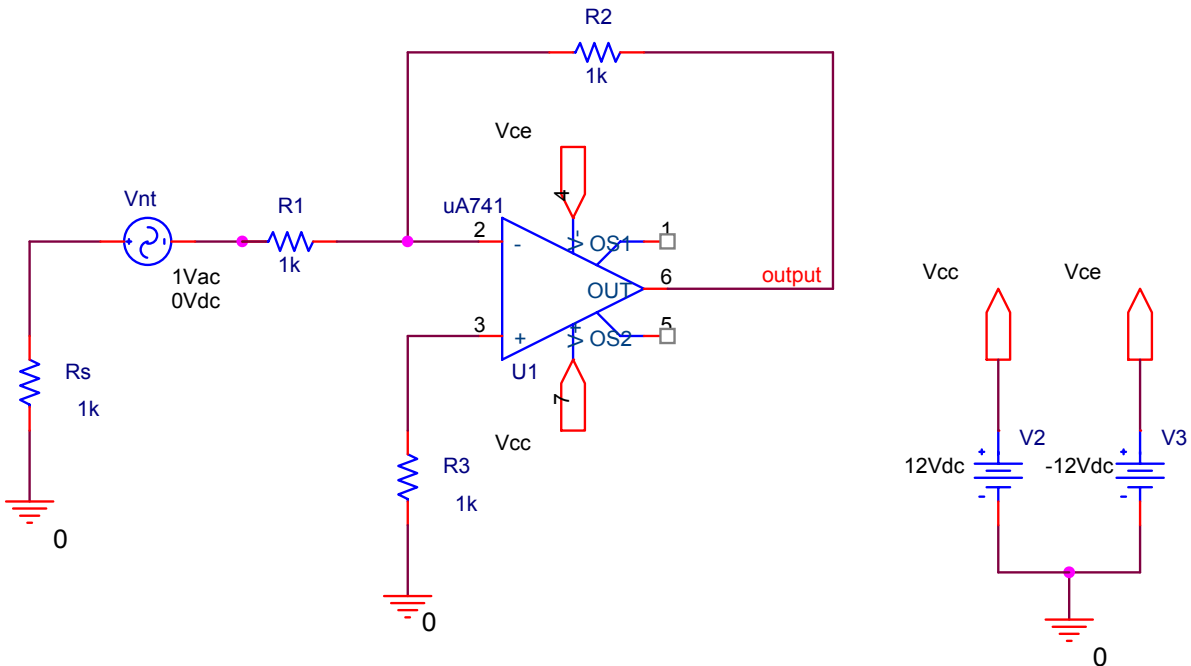 R2
1k
Vce
4
Vnt
R1
uA741
2
-
V-
OS1
1
+
-
1k
1Vac
0Vdc
OUT
6
output
Vcc
Vce
3
+
V+
OS2
5
Rs
1k
U1
7
Vcc
R3
1k
0
0
V2
V3
12Vdc
-12Vdc
+
+
-
-
0